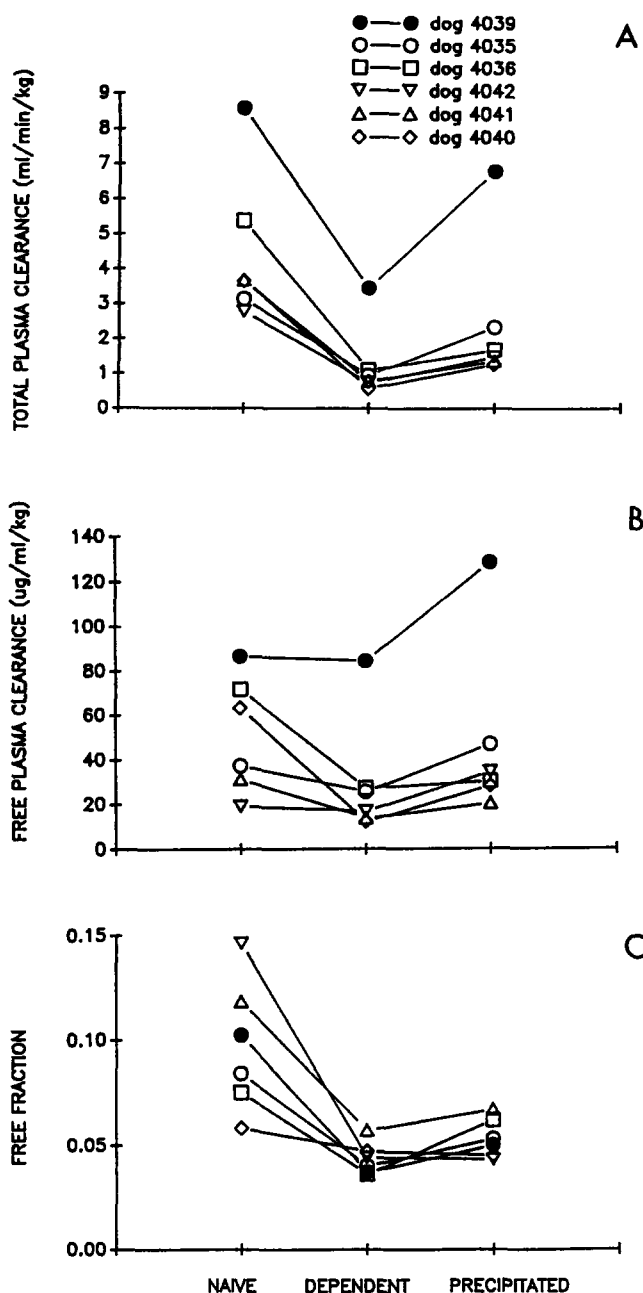 dog 4039
dog 4035
dog 4036
dog 4042
dog 4041
dog 4040
A
TOTAL PLASMA CLEARANCE (ml/min/kg)
9
8
7
6
5
4
3
2
1
0
B
FREE PLASMA CLEARANCE (ug/ml/kg)
140
120
100
80
60
40
20
0
C
FREE FRACTION
0.15
0.10
0.05
0.00
NAIVE DEPENDENT PRECIPITATED